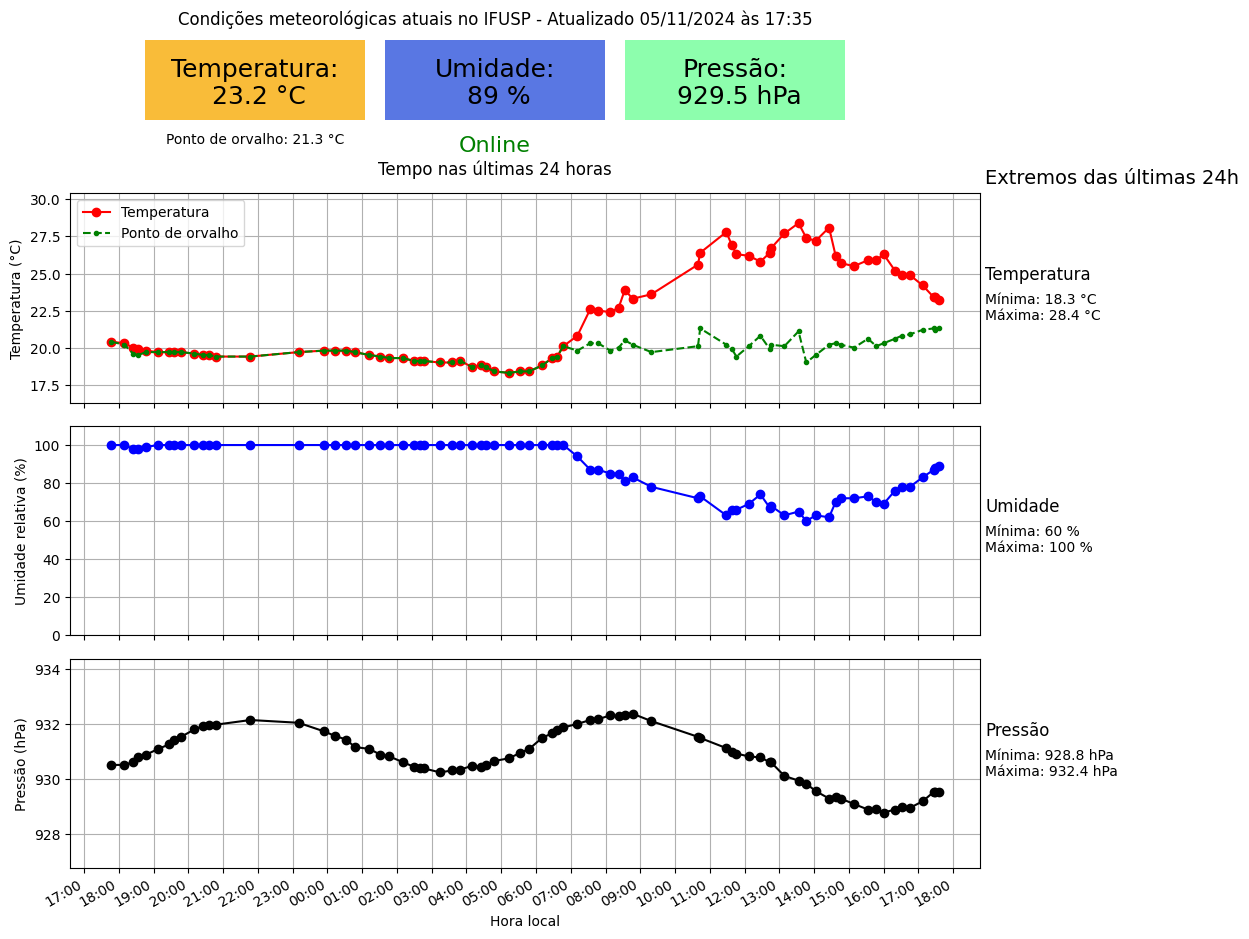 Condições meteorológicas atuais no IFUSP - Atualizado 05/11/2024 às 17:35
Temperatura:
23.2 °C
Umidade:
89 %
Pressão:
929.5 hPa
Ponto de orvalho: 21.3 °C
Online
Tempo nas últimas 24 horas
Extremos das últimas 24h
Temperatura (°C)
30.0
27.5
25.0
22.5
20.0
17.5
Temperatura
Ponto de orvalho
Temperatura
Mínima: 18.3 °C
Máxima: 28.4 °C
Umidade relativa (%)
100
80
60
40
20
0
Umidade
Mínima: 60 %
Máxima: 100 %
Pressão (hPa)
934
932
930
928
Pressão
Mínima: 928.8 hPa
Máxima: 932.4 hPa
17:00 18:00 19:00 20:00 21:00 22:00 23:00 00:00 01:00 02:00 03:00 04:00 05:00 06:00 07:00 08:00 09:00 10:00 11:00 12:00 13:00 14:00 15:00 16:00 17:00 18:00
Hora local